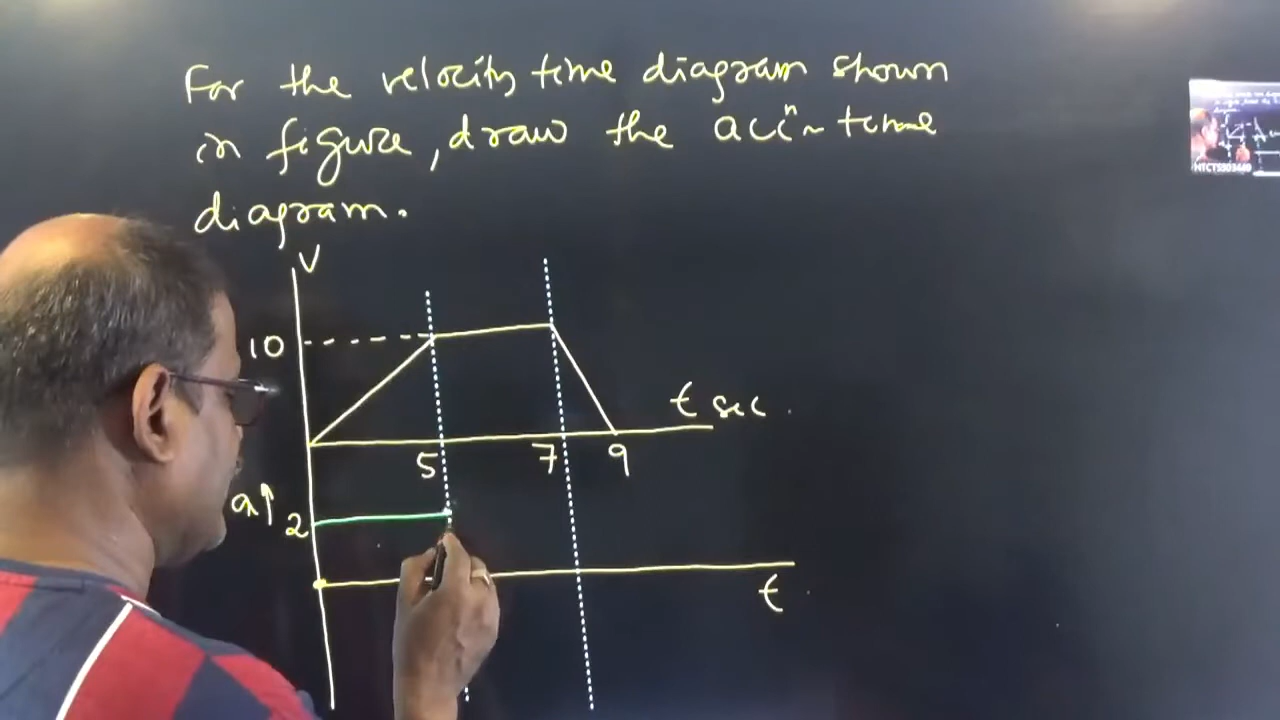 For the velocity time diagram shown
in figure, draw the accⁿ ~ time
diagram.
V
10
t sec.
5 7 9
a↑
2
t
NTCTS503449